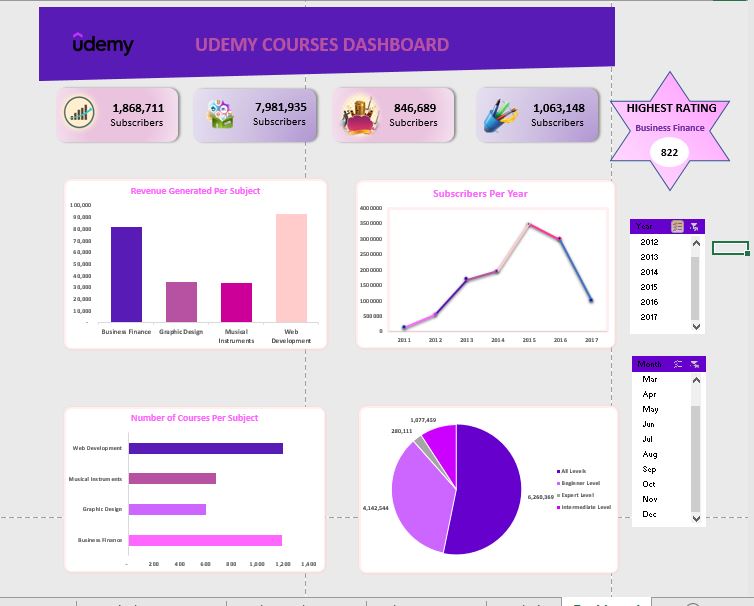 udemy
UDEMY COURSES DASHBOARD
1,868,711
Subscribers
7,981,935
Subscribers
846,689
Subcribers
1,063,148
Subscribers
HIGHEST RATING
Business Finance
822
Revenue Generated Per Subject
100,000
90,000
80,000
70,000
60,000
50,000
40,000
30,000
20,000
10,000
-
Business Finance
Graphic Design
Musical
Instruments
Web
Development
Subscribers Per Year
4000000
3500000
3000000
2500000
2000000
1500000
1000000
500000
0
2011 2012 2013 2014 2015 2016 2017
Year
2012
2013
2014
2015
2016
2017
Month
Mar
Apr
May
Jun
Jul
Aug
Sep
Oct
Nov
Dec
Number of Courses Per Subject
Web Development
Musical Instruments
Graphic Design
Business Finance
- 200 400 600 800 1,000 1,200 1,400
1,077,459
280,111
4,142,544
6,260,369
All Levels
Beginner Level
Expert Level
Intermediate Level